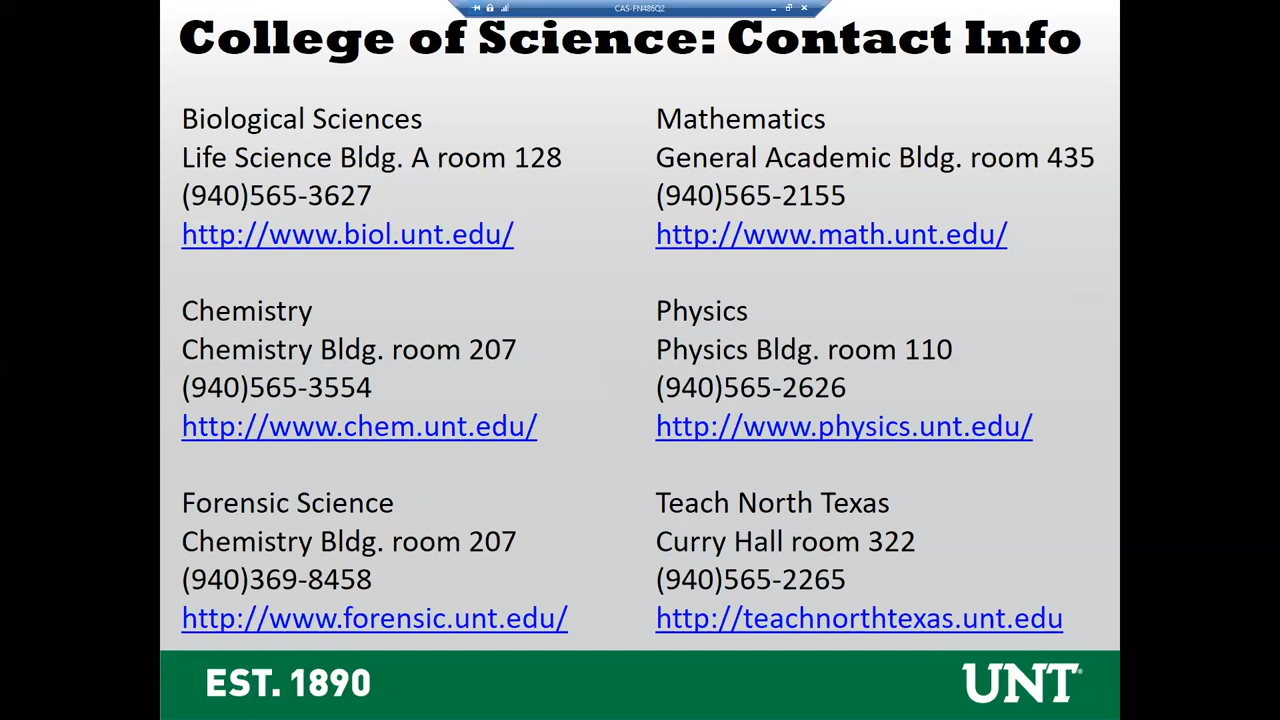 CAS-FN486Q2
College of Science: Contact Info
Biological Sciences
Life Science Bldg. A room 128
(940)565-3627
http://www.biol.unt.edu/
Chemistry
Chemistry Bldg. room 207
(940)565-3554
http://www.chem.unt.edu/
Forensic Science
Chemistry Bldg. room 207
(940)369-8458
http://www.forensic.unt.edu/
Mathematics
General Academic Bldg. room 435
(940)565-2155
http://www.math.unt.edu/
Physics
Physics Bldg. room 110
(940)565-2626
http://www.physics.unt.edu/
Teach North Texas
Curry Hall room 322
(940)565-2265
http://teachnorthtexas.unt.edu
EST. 1890
UNT®